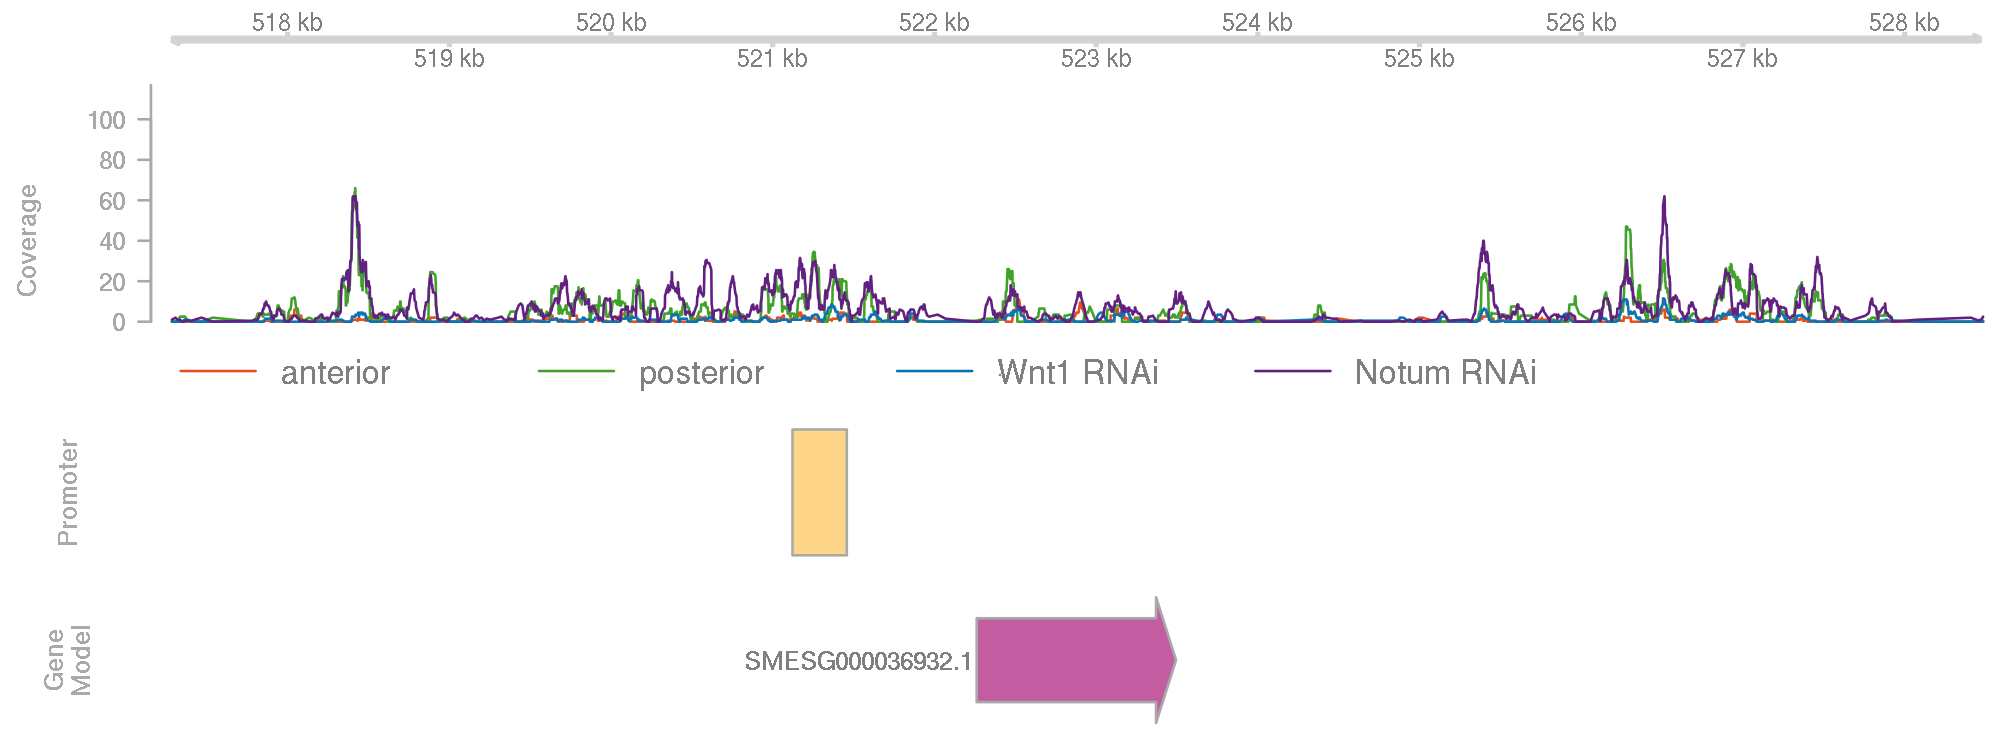 518 kb 520 kb 522 kb 524 kb 526 kb 528 kb
519 kb 521 kb 523 kb 525 kb 527 kb
Coverage
100
80
60
40
20
0
anterior posterior Wnt1 RNAi Notum RNAi
Promoter
Gene
Model
SMESG000036932.1